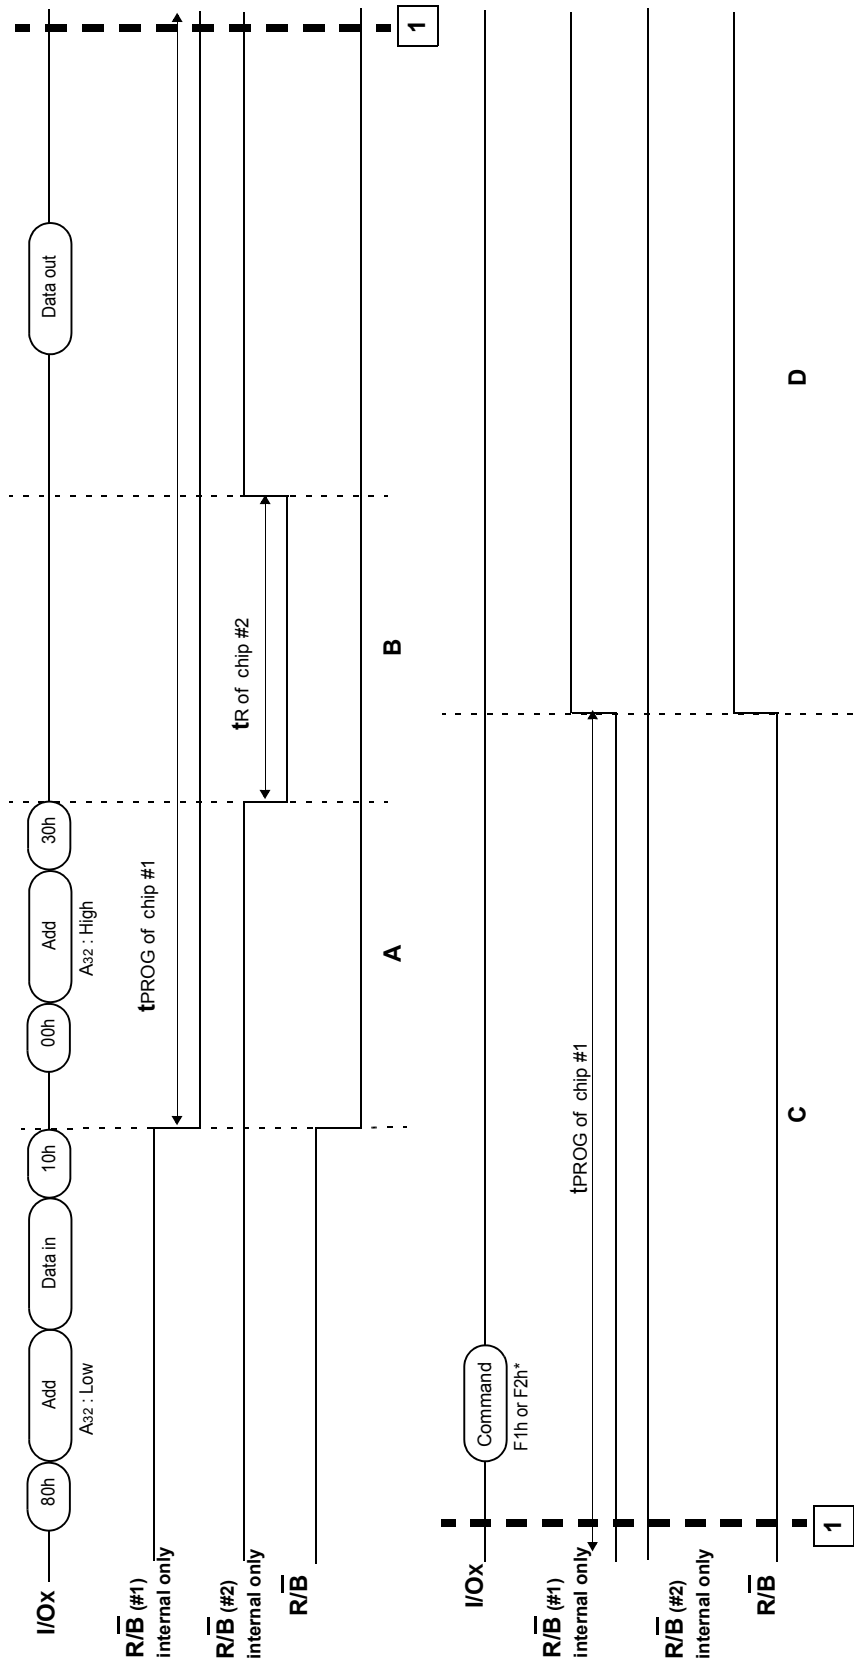 I/Ox
80h
Add
Data in
10h
00h
Add
30h
Data out
A32 : Low
A32 : High
R/B̅ (#1)
internal only
tPROG of chip #1
R/B̅ (#2)
internal only
tR of chip #2
R/B̅
A
B
1
I/Ox
Command
F1h or F2h*
R/B̅ (#1)
internal only
tPROG of chip #1
R/B̅ (#2)
internal only
R/B̅
C
D
1